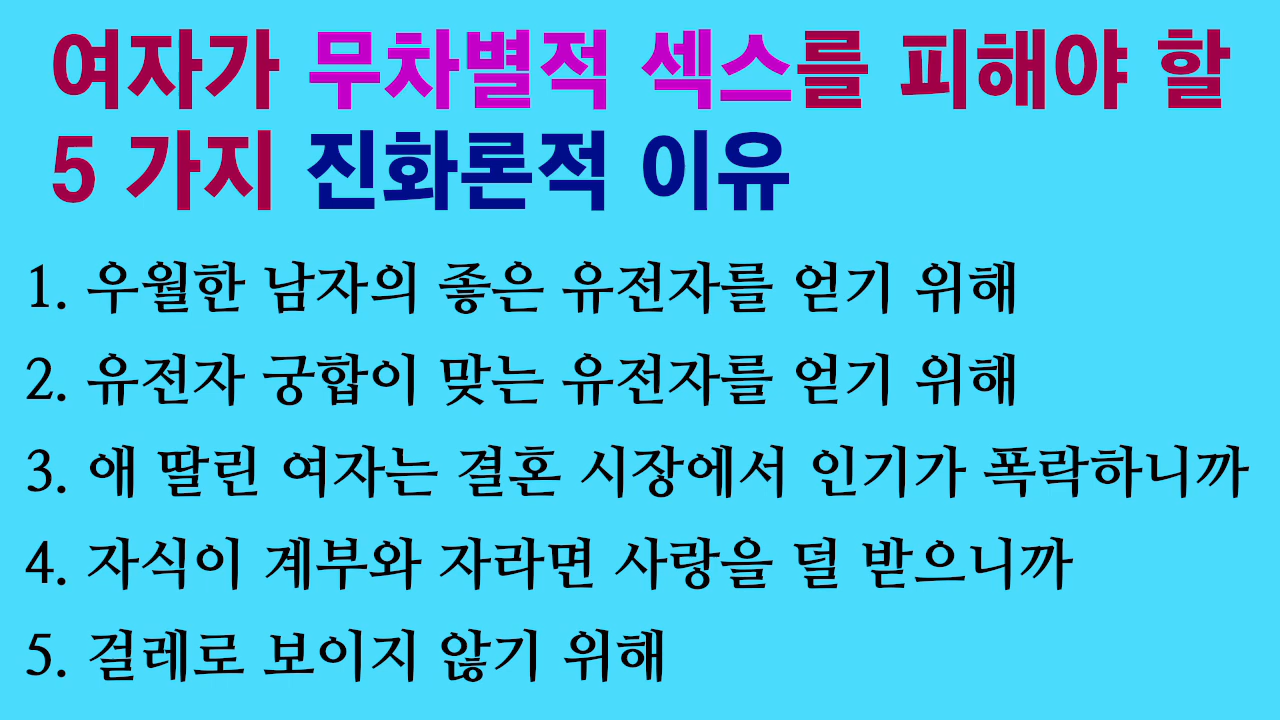 여자가 무차별적 섹스를 피해야 할
5 가지 진화론적 이유
1. 우월한 남자의 좋은 유전자를 얻기 위해
2. 유전자 궁합이 맞는 유전자를 얻기 위해
3. 애 딸린 여자는 결혼 시장에서 인기가 폭락하니까
4. 자식이 계부와 자라면 사랑을 덜 받으니까
5. 걸레로 보이지 않기 위해